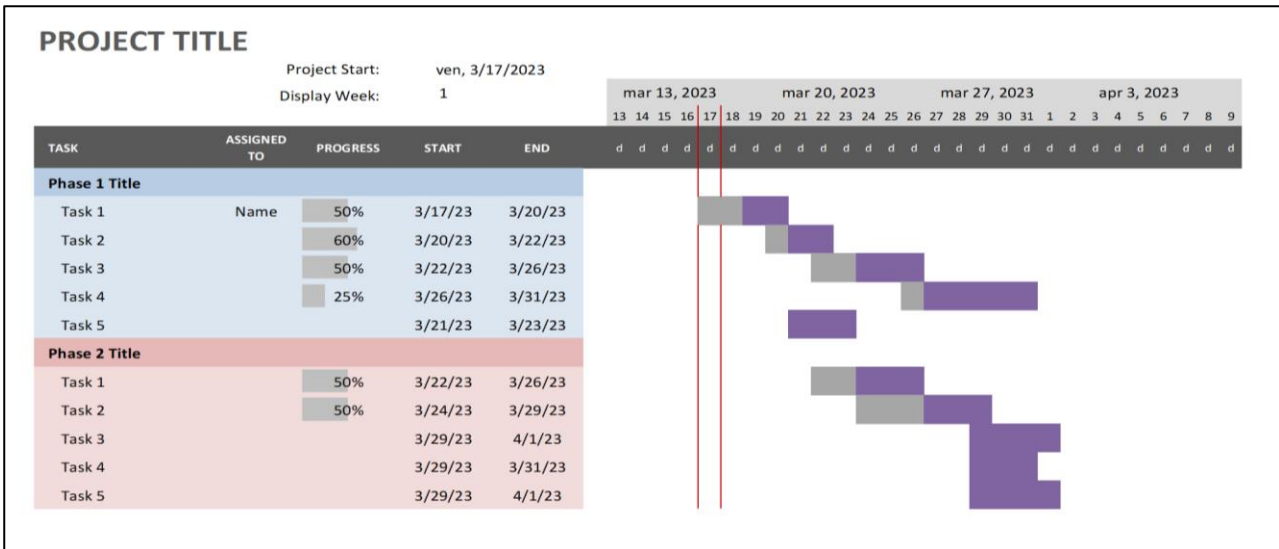 PROJECT TITLE
Project Start: ven, 3/17/2023
Display Week: 1
mar 13, 2023 mar 20, 2023 mar 27, 2023 apr 3, 2023
13 14 15 16 17 18 19 20 21 22 23 24 25 26 27 28 29 30 31 1 2 3 4 5 6 7 8 9
TASK ASSIGNED TO PROGRESS START END d d d d d d d d d d d d d d d d d d d d d d d d d d d d
Phase 1 Title
Task 1 Name 50% 3/17/23 3/20/23
Task 2 60% 3/20/23 3/22/23
Task 3 50% 3/22/23 3/26/23
Task 4 25% 3/26/23 3/31/23
Task 5 3/21/23 3/23/23
Phase 2 Title
Task 1 50% 3/22/23 3/26/23
Task 2 50% 3/24/23 3/29/23
Task 3 3/29/23 4/1/23
Task 4 3/29/23 3/31/23
Task 5 3/29/23 4/1/23